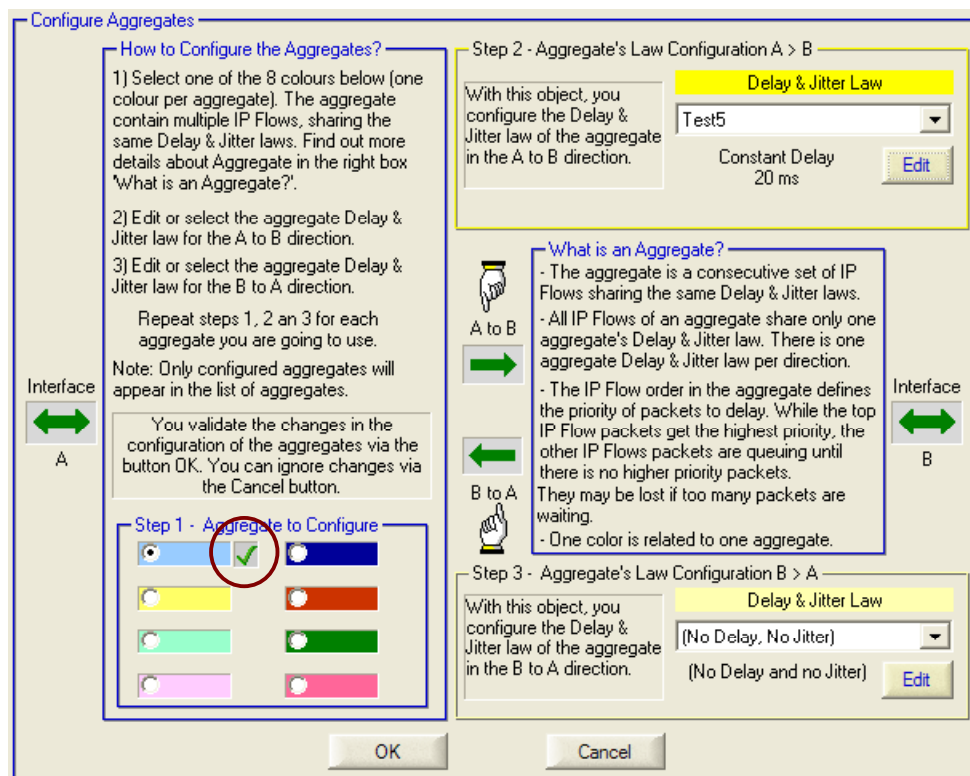 Configure Aggregates
How to Configure the Aggregates?
1) Select one of the 8 colours below (one
colour per aggregate). The aggregate
contain multiple IP Flows, sharing the
same Delay & Jitter laws. Find out more
details about Aggregate in the right box
'What is an Aggregate?'.
2) Edit or select the aggregate Delay &
Jitter law for the A to B direction.
3) Edit or select the aggregate Delay &
Jitter law for the B to A direction.
Repeat steps 1, 2 an 3 for each
aggregate you are going to use.
Note: Only configured aggregates will
appear in the list of aggregates.
You validate the changes in the
configuration of the aggregates via the
button OK. You can ignore changes via
the Cancel button.
Interface
A
Step 1 - Aggregate to Configure
Step 2 - Aggregate's Law Configuration A > B
With this object, you
configure the Delay &
Jitter law of the aggregate
in the A to B direction.
Delay & Jitter Law
Test5
Constant Delay
20 ms
Edit
A to B
B to A
What is an Aggregate?
- The aggregate is a consecutive set of IP
Flows sharing the same Delay & Jitter laws.
- All IP Flows of an aggregate share only one
aggregate's Delay & Jitter law. There is one
aggregate Delay & Jitter law per direction.
- The IP Flow order in the aggregate defines
the priority of packets to delay. While the top
IP Flow packets get the highest priority, the
other IP Flows packets are queuing until
there is no higher priority packets.
They may be lost if too many packets are
waiting.
- One color is related to one aggregate.
Interface
B
Step 3 - Aggregate's Law Configuration B > A
With this object, you
configure the Delay &
Jitter law of the aggregate
in the B to A direction.
Delay & Jitter Law
(No Delay, No Jitter)
(No Delay and no Jitter)
Edit
OK
Cancel